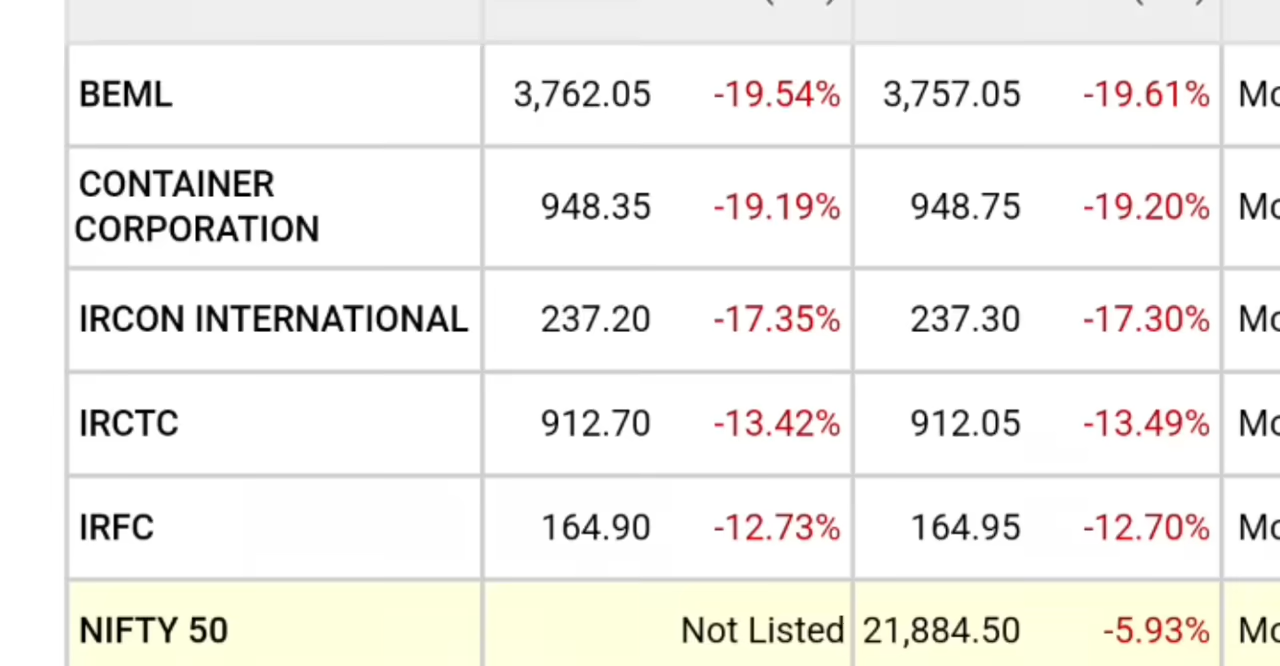 BEML 3,762.05 -19.54% 3,757.05 -19.61%
CONTAINER
CORPORATION 948.35 -19.19% 948.75 -19.20%
IRCON INTERNATIONAL 237.20 -17.35% 237.30 -17.30%
IRCTC 912.70 -13.42% 912.05 -13.49%
IRFC 164.90 -12.73% 164.95 -12.70%
NIFTY 50 Not Listed 21,884.50 -5.93%